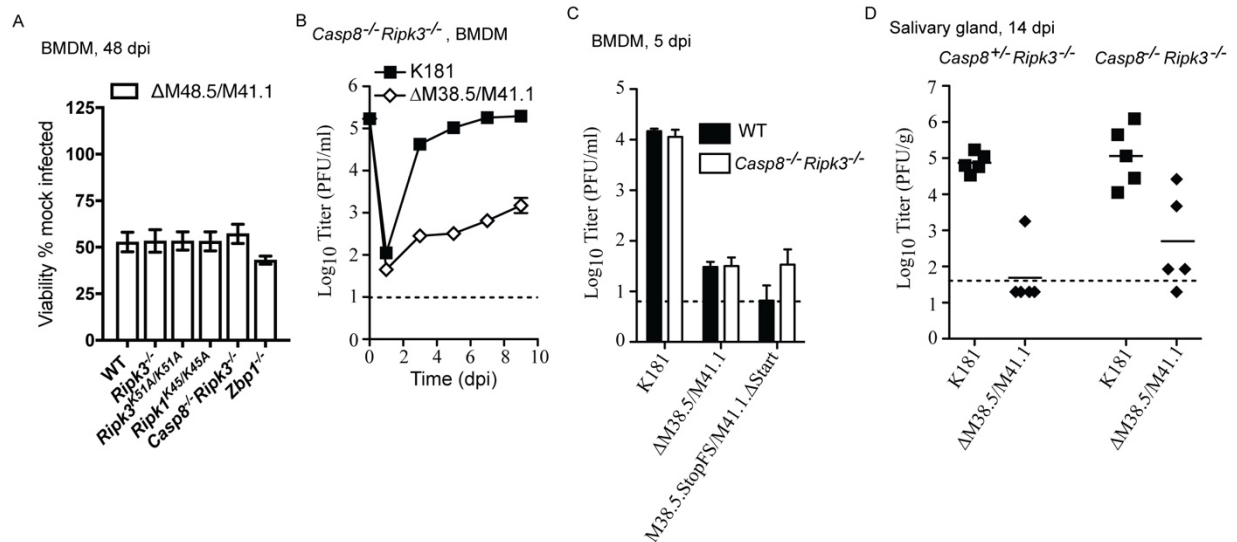 A
BMDM, 48 dpi
ΔM48.5/M41.1
Viability % mock infected
125
100
75
50
25
0
WT
Ripk3-/-
Ripk3K51A/K51A
Ripk1K45/K45A
Casp8-/-Ripk3-/-
Zbp1-/-
B
Casp8-/-Ripk3-/-, BMDM
K181
ΔM38.5/M41.1
Log10 Titer (PFU/ml)
6
5
4
3
2
1
0
0 2 4 6 8 10
Time (dpi)
C
BMDM, 5 dpi
WT
Casp8-/-Ripk3-/-
Log10 Titer (PFU/ml)
5
4
3
2
1
0
K181
ΔM38.5/M41.1
M38.5.StopFS/M41.1.ΔStart
D
Salivary gland, 14 dpi
Casp8+/-Ripk3-/- Casp8-/-Ripk3-/-
Log10 Titer (PFU/g)
7
6
5
4
3
2
1
0
K181
ΔM38.5/M41.1
K181
ΔM38.5/M41.1